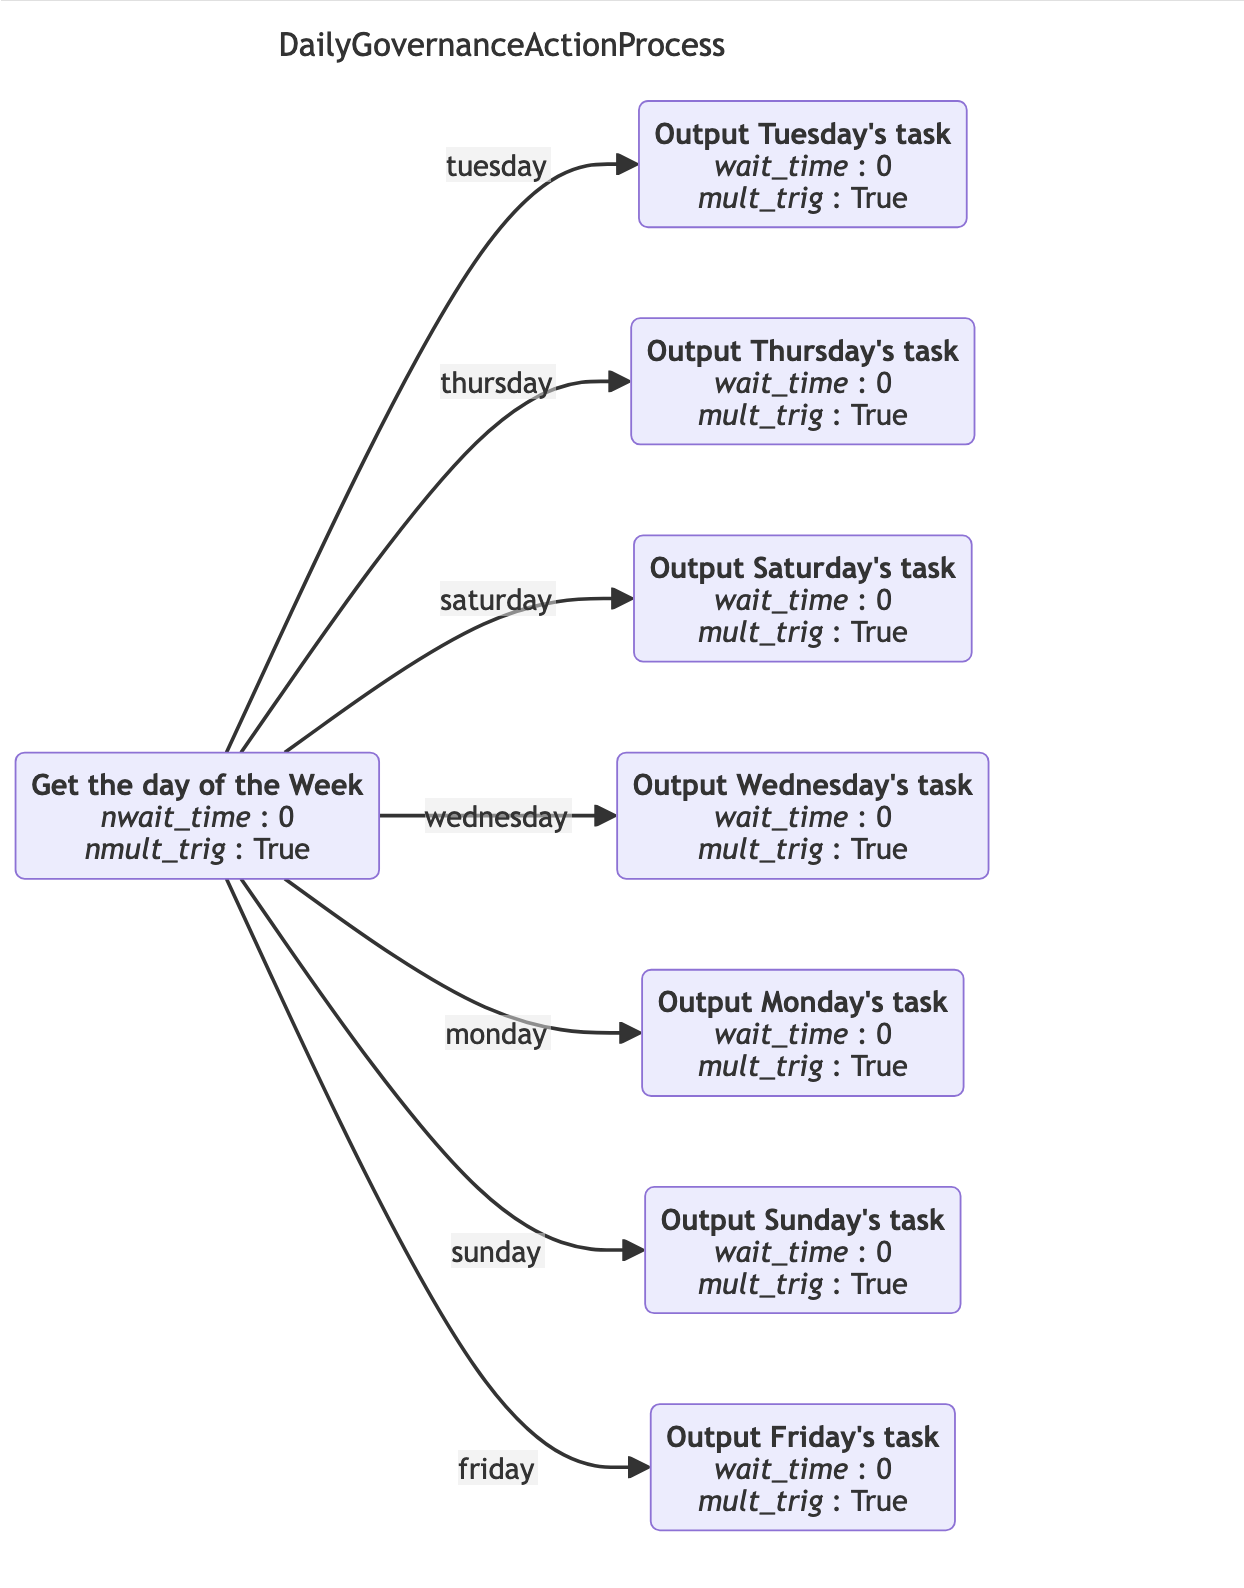 DailyGovernanceActionProcess
tuesday
Output Tuesday's task
wait_time : 0
mult_trig : True
thursday
Output Thursday's task
wait_time : 0
mult_trig : True
saturday
Output Saturday's task
wait_time : 0
mult_trig : True
Get the day of the Week
nwait_time : 0
nmult_trig : True
wednesday
Output Wednesday's task
wait_time : 0
mult_trig : True
monday
Output Monday's task
wait_time : 0
mult_trig : True
sunday
Output Sunday's task
wait_time : 0
mult_trig : True
friday
Output Friday's task
wait_time : 0
mult_trig : True